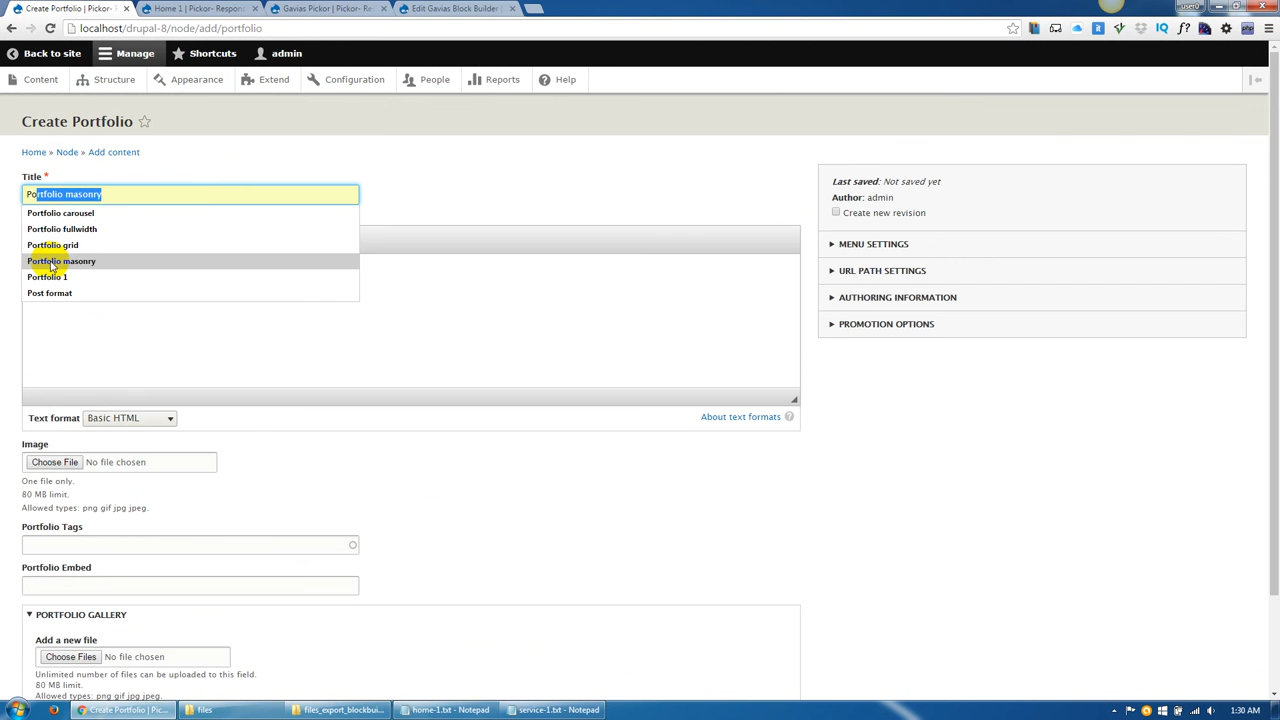 Create Portfolio | Pickor-
Home 1 | Pickor- Respon
Gavias Pickor | Pickor- R
Edit Gavias Block Builder
user0
localhost/drupal-8/node/add/portfolio
Back to site
Manage
Shortcuts
admin
Content
Structure
Appearance
Extend
Configuration
People
Reports
Help
Create Portfolio
Home » Node » Add content
Title *
Portfolio masonry
Portfolio carousel
Portfolio fullwidth
Portfolio grid
Portfolio masonry
Portfolio 1
Post format
Last saved: Not saved yet
Author: admin
Create new revision
MENU SETTINGS
URL PATH SETTINGS
AUTHORING INFORMATION
PROMOTION OPTIONS
Text format Basic HTML
About text formats ?
Image
Choose File No file chosen
One file only.
80 MB limit.
Allowed types: png gif jpg jpeg.
Portfolio Tags
Portfolio Embed
PORTFOLIO GALLERY
Add a new file
Choose Files No file chosen
Unlimited number of files can be uploaded to this field.
80 MB limit.
Allowed types: png gif jpg jpeg.
Create Portfolio | Pic...
files
files_export_blockbui...
home-1.txt - Notepad
service-1.txt - Notepad
1:30 AM